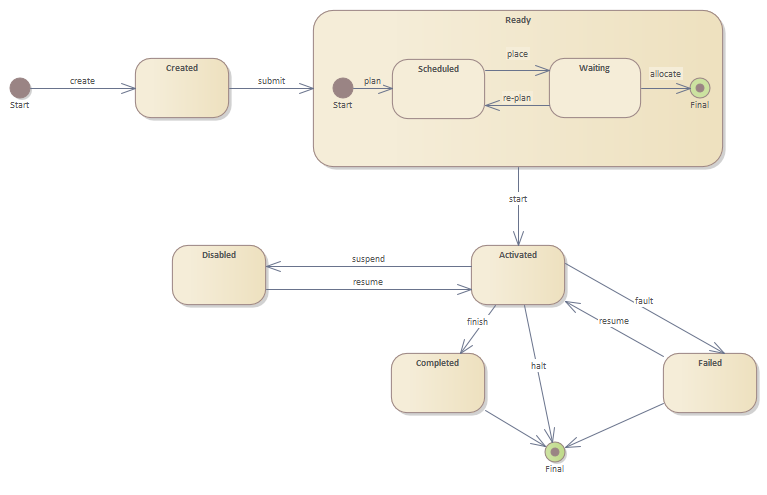 Ready
place
Created
Scheduled
Waiting
create
submit
plan
allocate
re-plan
Start
Start
Final
start
Disabled
suspend
Activated
resume
fault
finish
resume
Completed
halt
Failed
Final